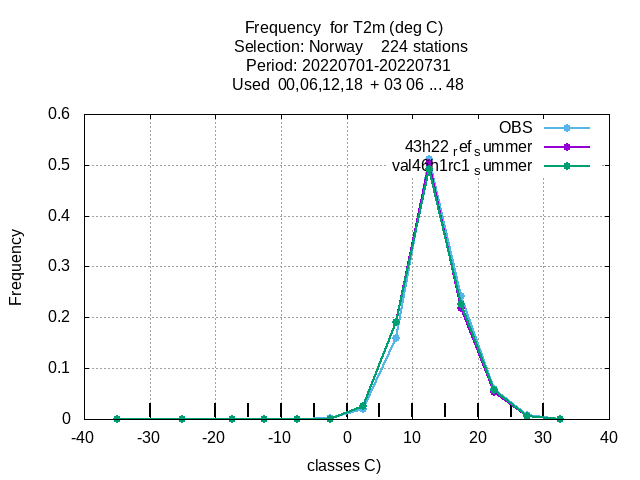 Frequency for T2m (deg C)
Selection: Norway 224 stations
Period: 20220701-20220731
Used 00,06,12,18 + 03 06 ... 48
0.6
0.5
0.4
0.3
0.2
0.1
0
Frequency
OBS
43h22 ref summer
val46h1rc1 summer
-40 -30 -20 -10 0 10 20 30 40
classes C)